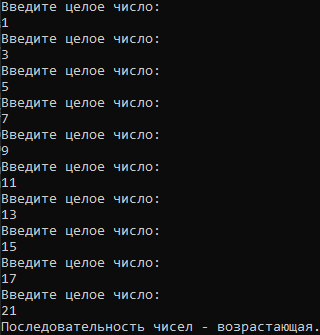 Введите целое число:
1
Введите целое число:
3
Введите целое число:
5
Введите целое число:
7
Введите целое число:
9
Введите целое число:
11
Введите целое число:
13
Введите целое число:
15
Введите целое число:
17
Введите целое число:
21
Последовательность чисел - возрастающая.